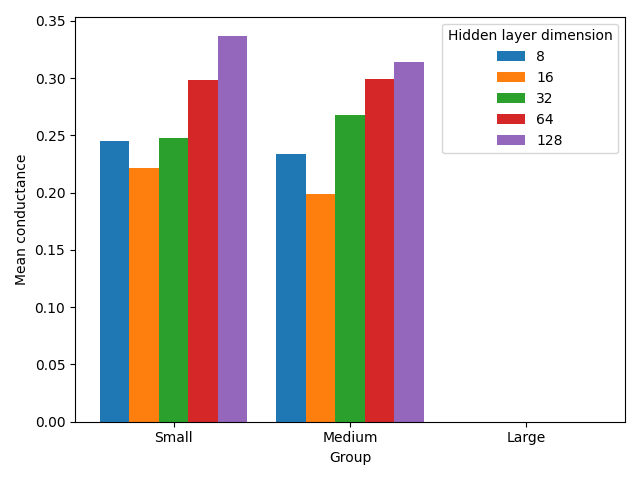 0.35
0.30
0.25
0.20
0.15
0.10
0.05
0.00
Mean conductance
Small
Medium
Large
Group
Hidden layer dimension
8
16
32
64
128